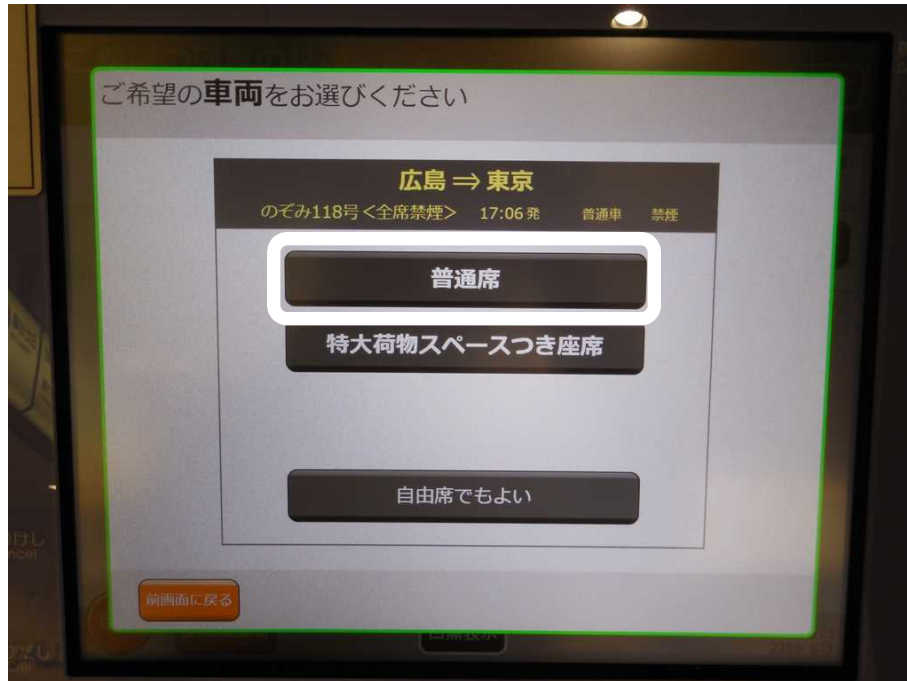 ご希望の車両をお選びください
広島⇒東京
のぞみ118号<全席禁煙> 17:06発 普通車 禁煙
普通席
特大荷物スペースつき座席
自由席でもよい
前画面に戻る